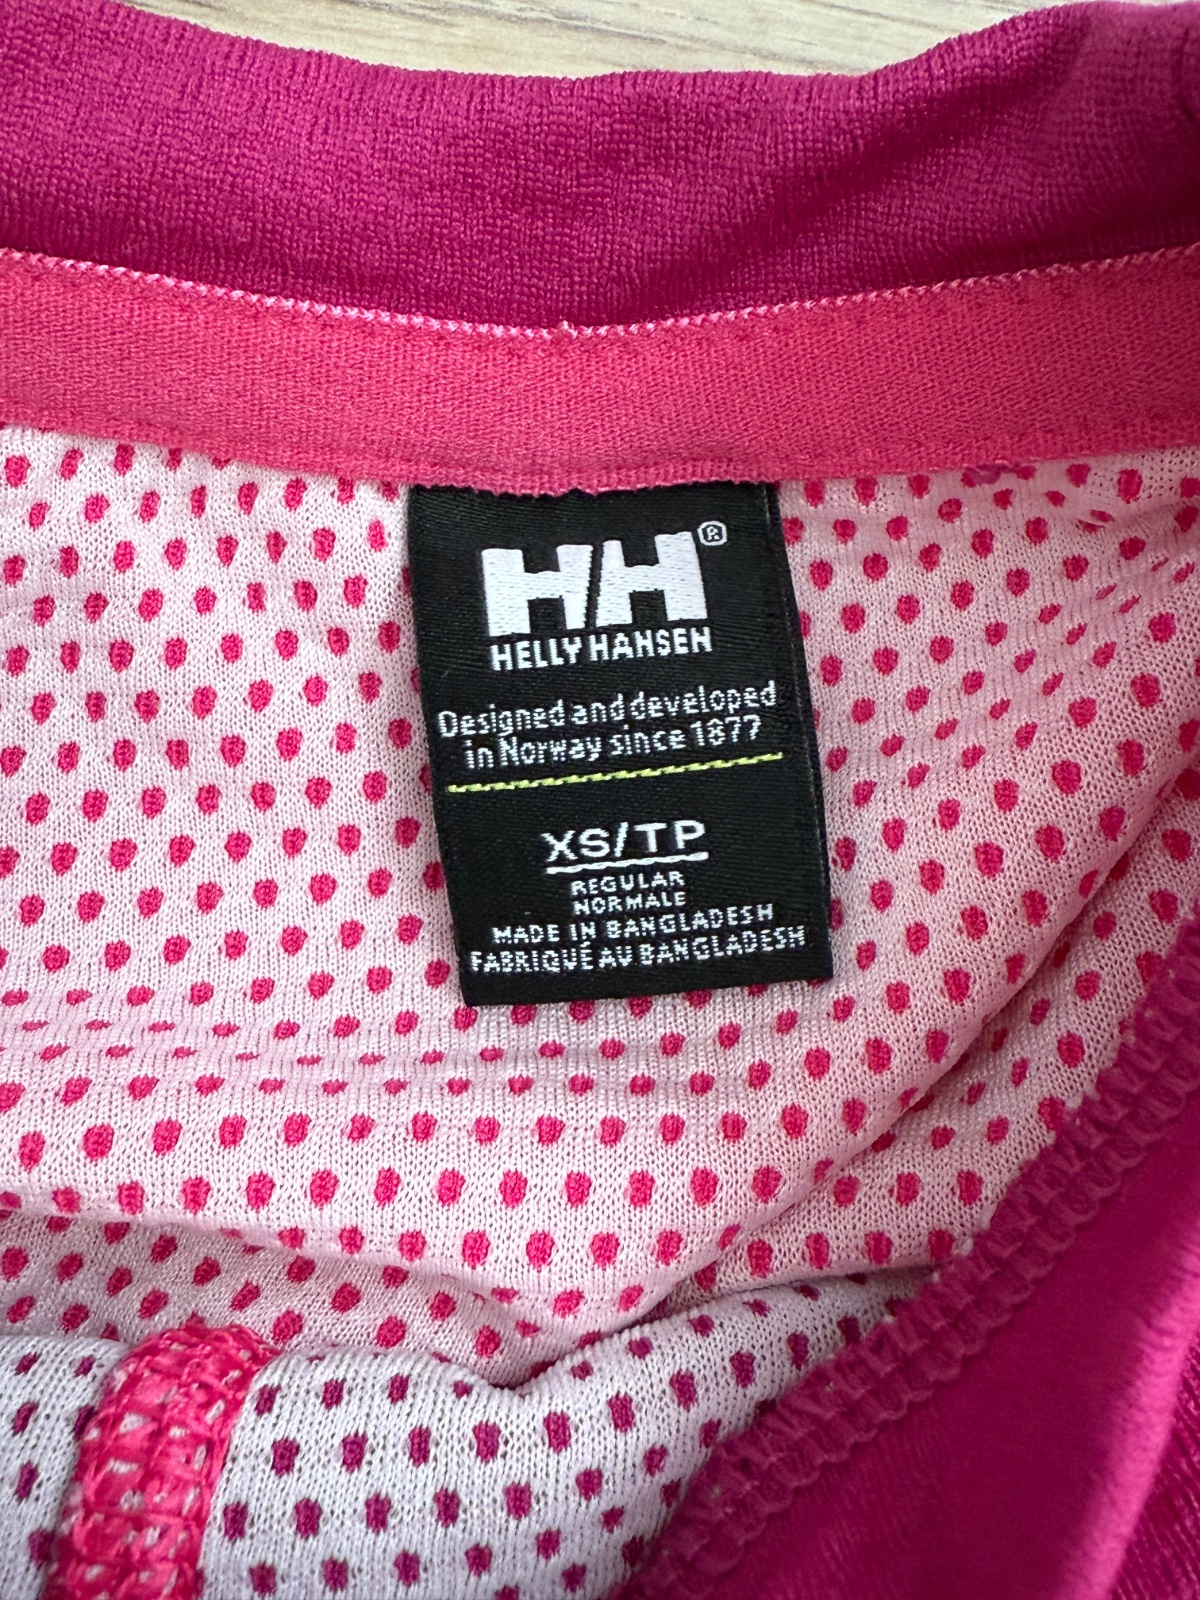 HH®
HELLY HANSEN
Designed and developed
in Norway since 1877
XS/TP
REGULAR
NORMALE
MADE IN BANGLADESH
FABRIQUÉ AU BANGLADESH